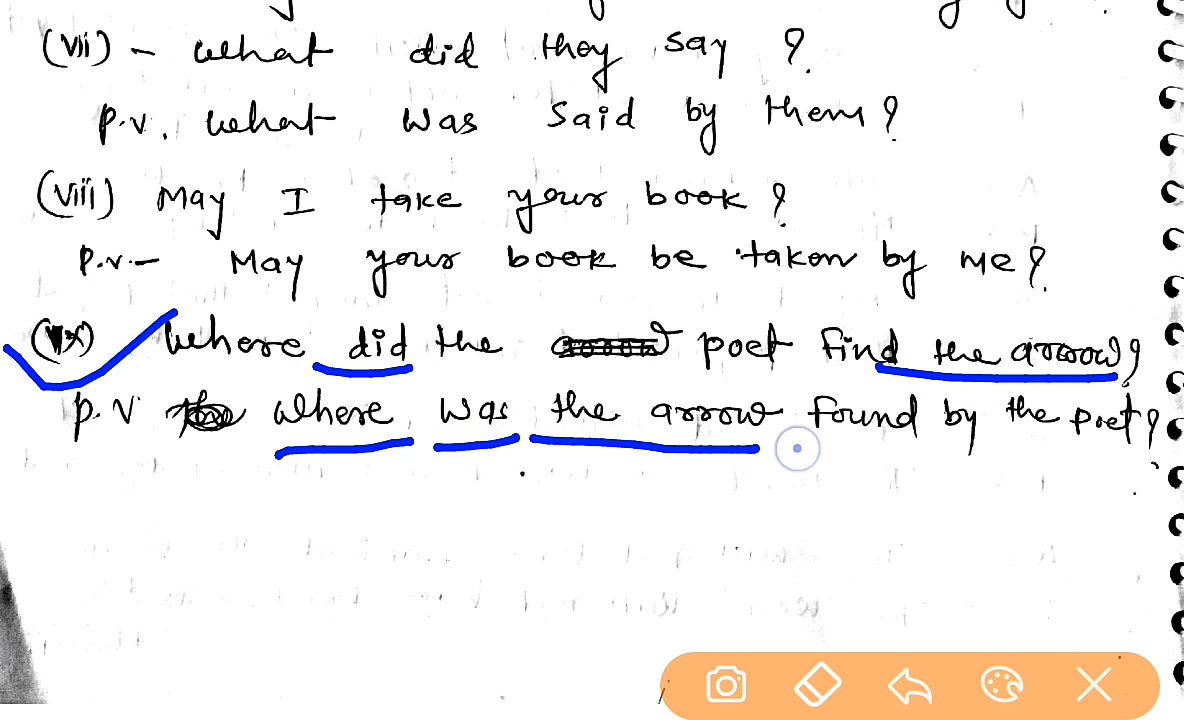 (vii) - what did they say ?
P.V. what was said by them?
(viii) May I take your book ?
P.V.- May your book be taken by me?
(ix) where did the poet find the arrow?
P.V where was the arrow found by the poet?